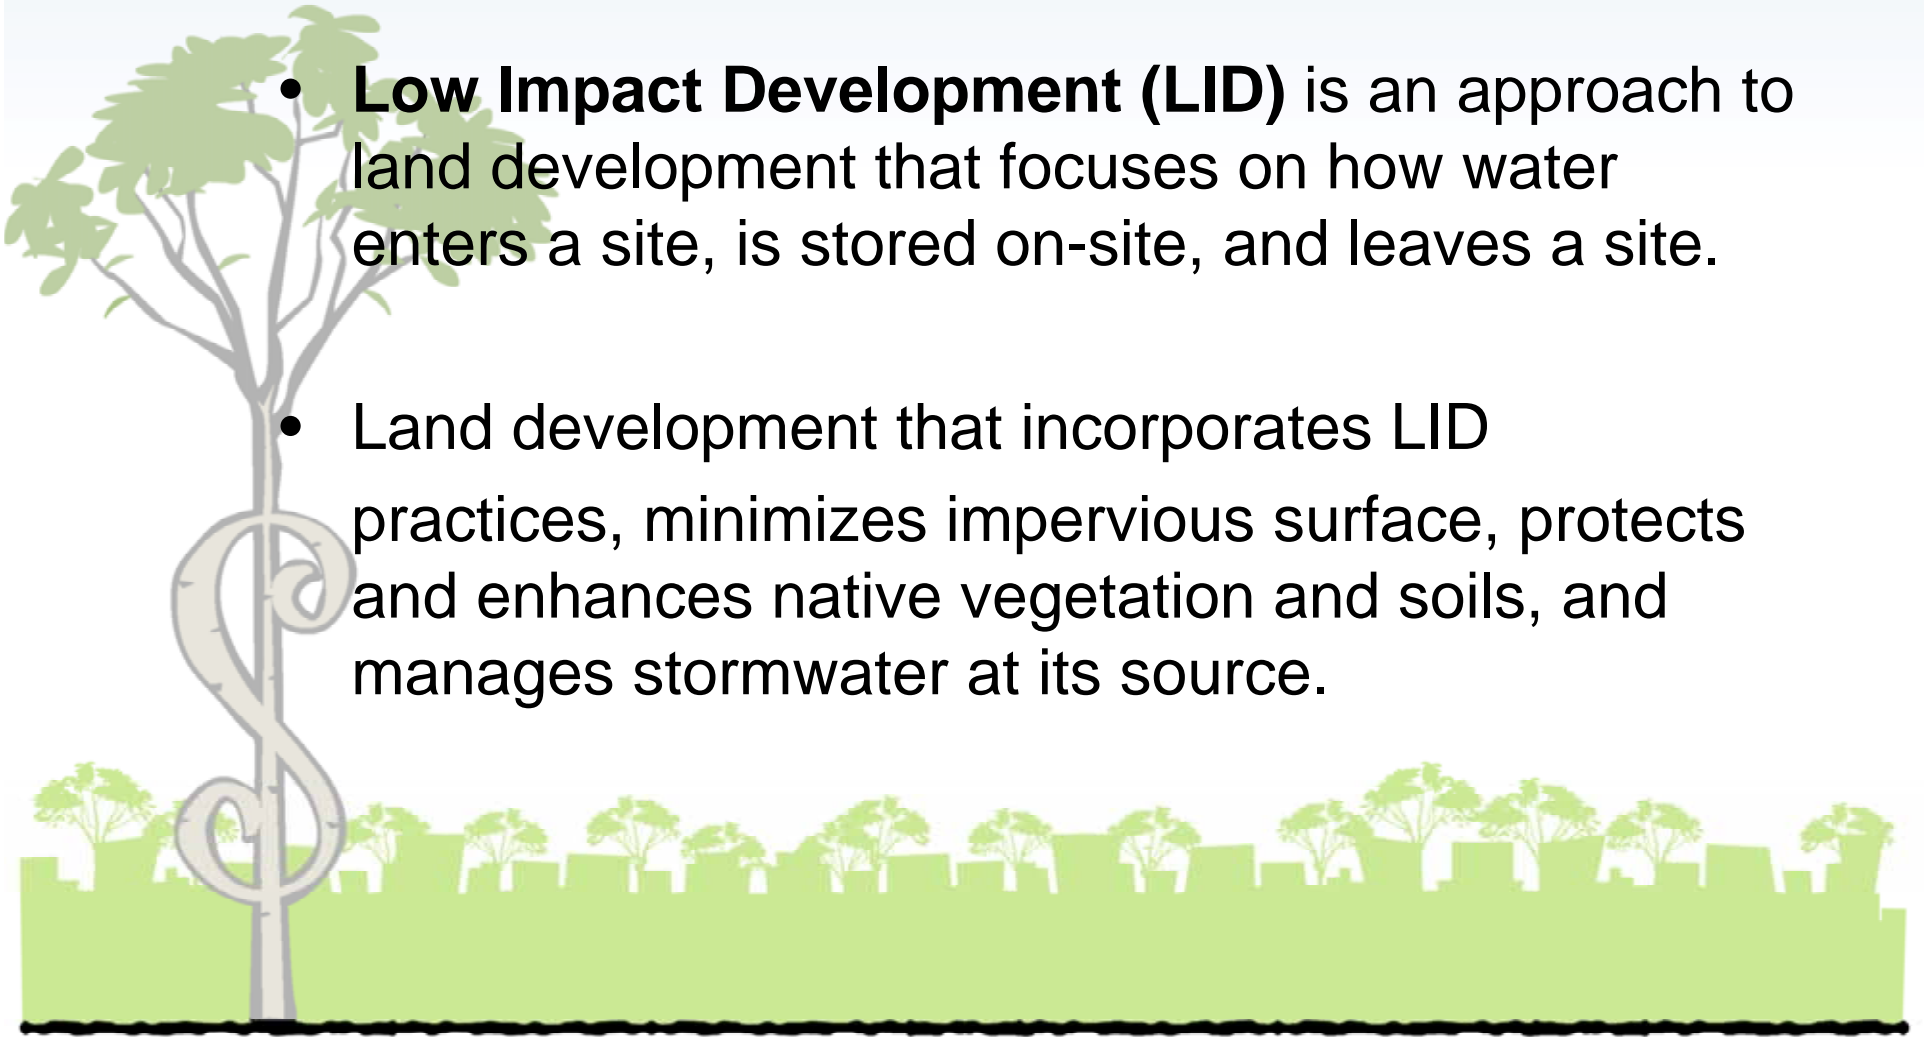 • Low Impact Development (LID) is an approach to
land development that focuses on how water
enters a site, is stored on-site, and leaves a site.
• Land development that incorporates LID
practices, minimizes impervious surface, protects
and enhances native vegetation and soils, and
manages stormwater at its source.